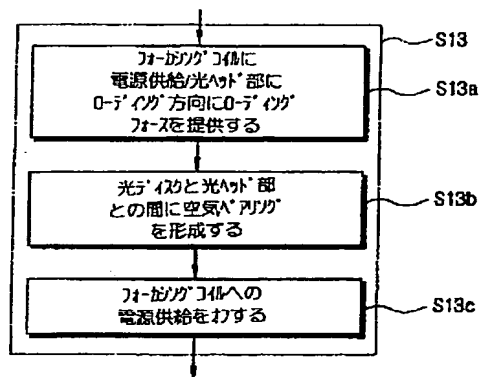 S13
ﾌｫｰｶｼﾝｸﾞｺｲﾙに
電源供給/光ﾍｯﾄﾞ部に
ﾛｰﾃﾞｨﾝｸﾞ方向にﾛｰﾃﾞｨﾝｸﾞ
ﾌｫｰｽを提供する
S13a
光ﾃﾞｨｽｸと光ﾍｯﾄﾞ部
との間に空気ﾍﾞｱﾘﾝｸﾞ
を形成する
S13b
ﾌｫｰｶｼﾝｸﾞｺｲﾙへの
電源供給をｵﾌする
S13c